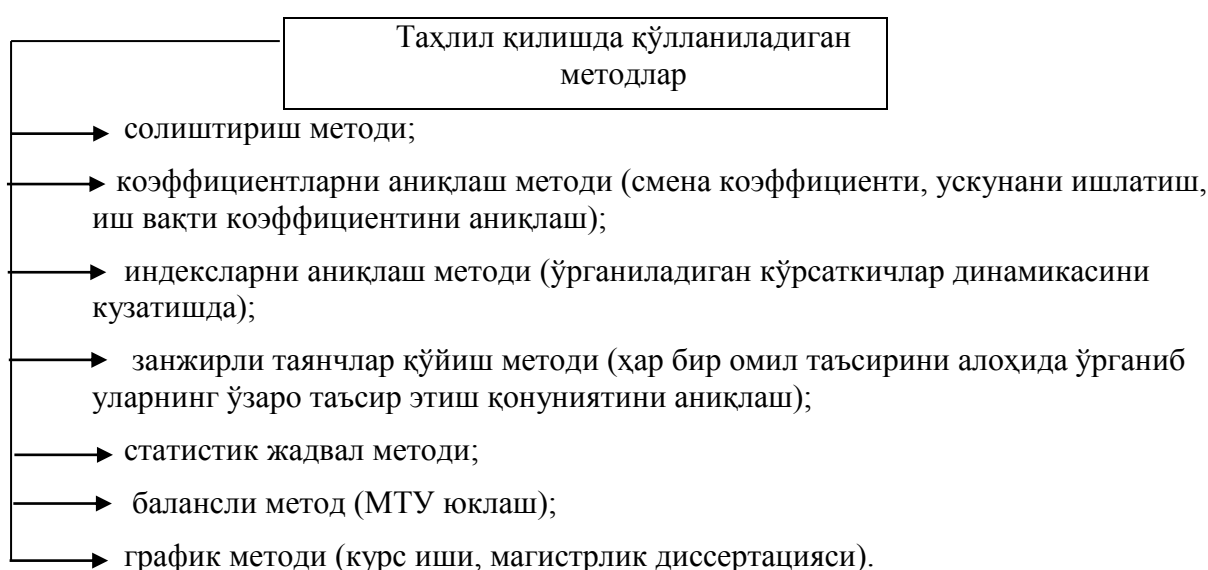 Таҳлил қилишда қўлланиладиган
методлар
солиштириш методи;
коэффициентларни аниқлаш методи (смена коэффициенти, ускунани ишлатиш,
иш вақти коэффициентини аниқлаш);
индексларни аниқлаш методи (ўрганиладиган кўрсаткичлар динамикасини
кузатишда);
занжирли таянчлар қўйиш методи (ҳар бир омил таъсирини алоҳида ўрганиб
уларнинг ўзаро таъсир этиш қонуниятини аниқлаш);
статистик жадвал методи;
балансли метод (МТУ юклаш);
график методи (курс иши, магистрлик диссертацияси).